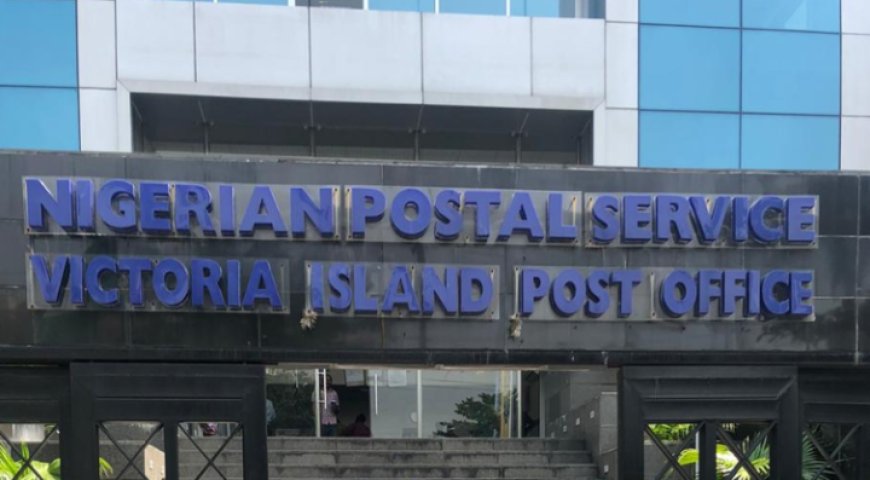 NIGERIAN POSTAL SERVICE
VICTORIA ISLAND POST OFFICE